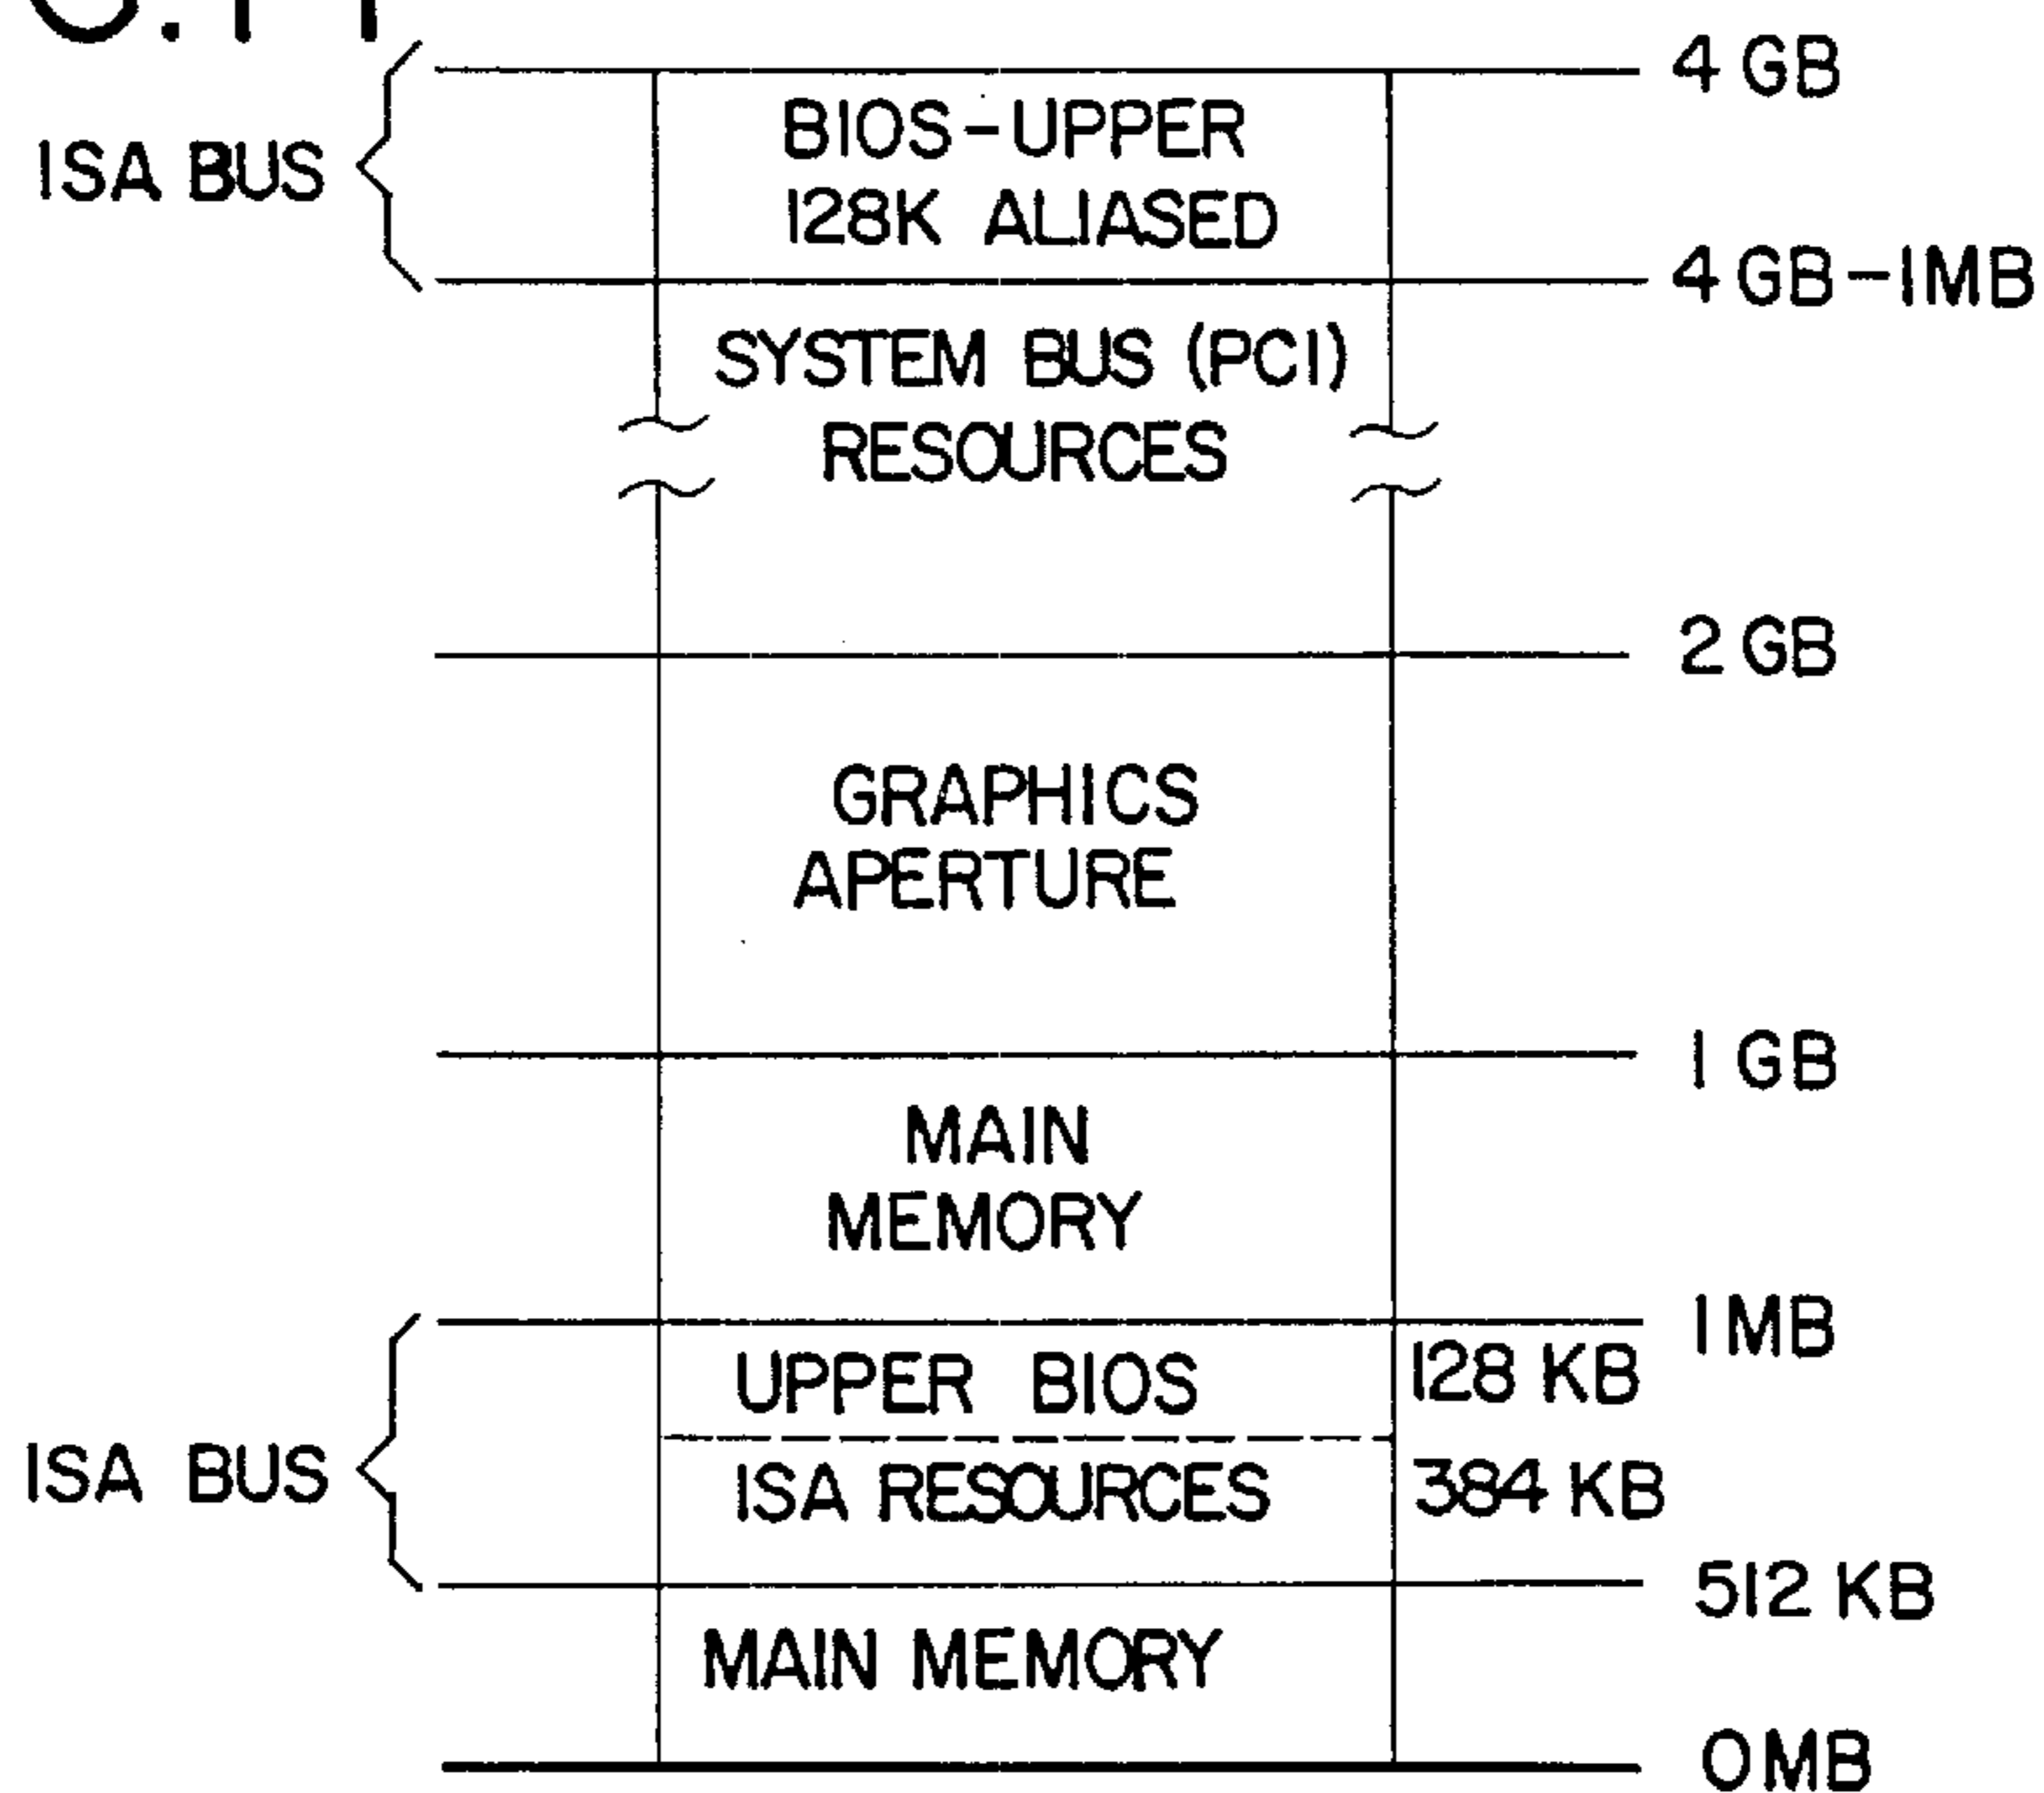 4 GB
BIOS-UPPER
ISA BUS
128K ALIASED
4 GB-1MB
SYSTEM BUS (PCI)
RESOURCES
2 GB
GRAPHICS
APERTURE
1 GB
MAIN
MEMORY
1MB
UPPER BIOS 128 KB
ISA BUS
ISA RESOURCES 384 KB
512 KB
MAIN MEMORY
0MB